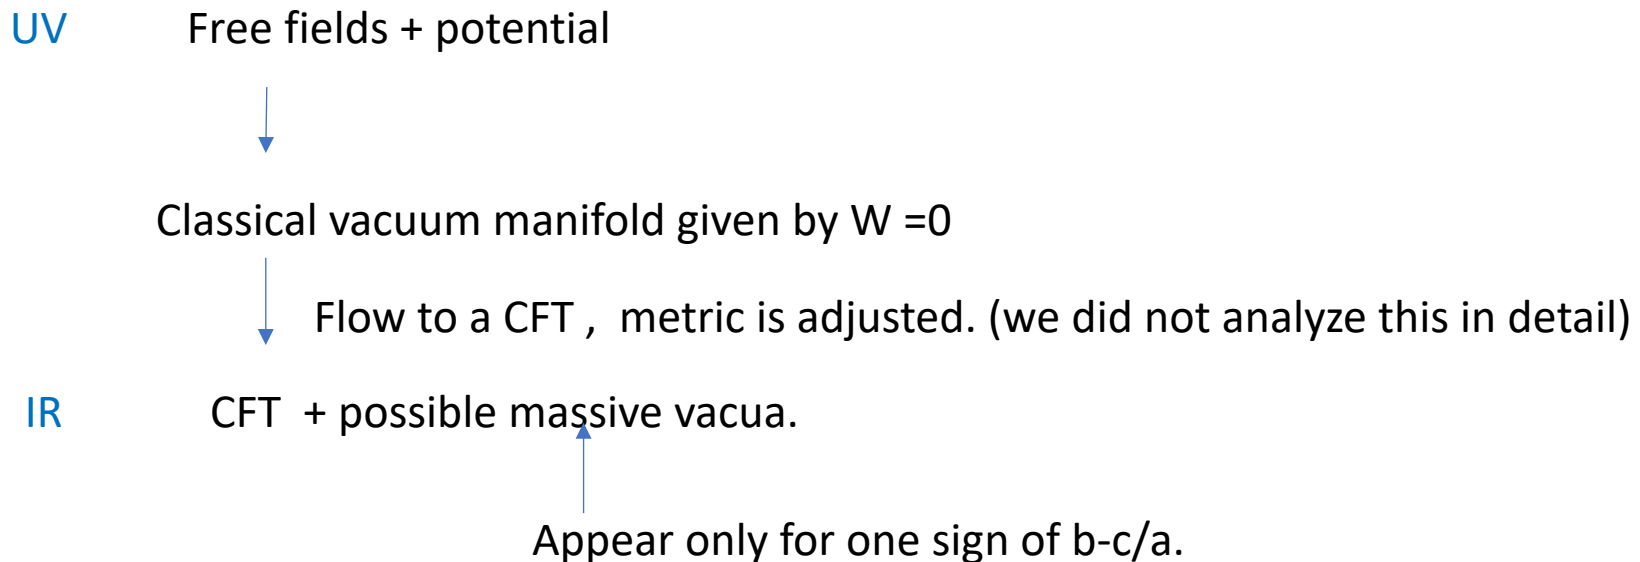 UV Free fields + potential
Classical vacuum manifold given by W =0
Flow to a CFT , metric is adjusted. (we did not analyze this in detail)
IR CFT + possible massive vacua.
Appear only for one sign of b-c/a.